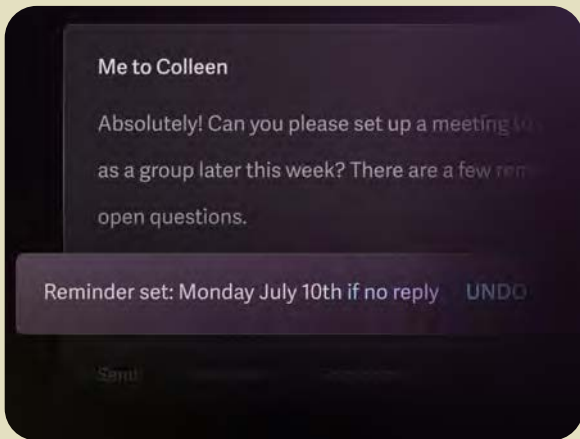 Me to Colleen
Absolutely! Can you please set up a meeting to
as a group later this week? There are a few
open questions.
Reminder set: Monday July 10th if no reply UNDO
Send